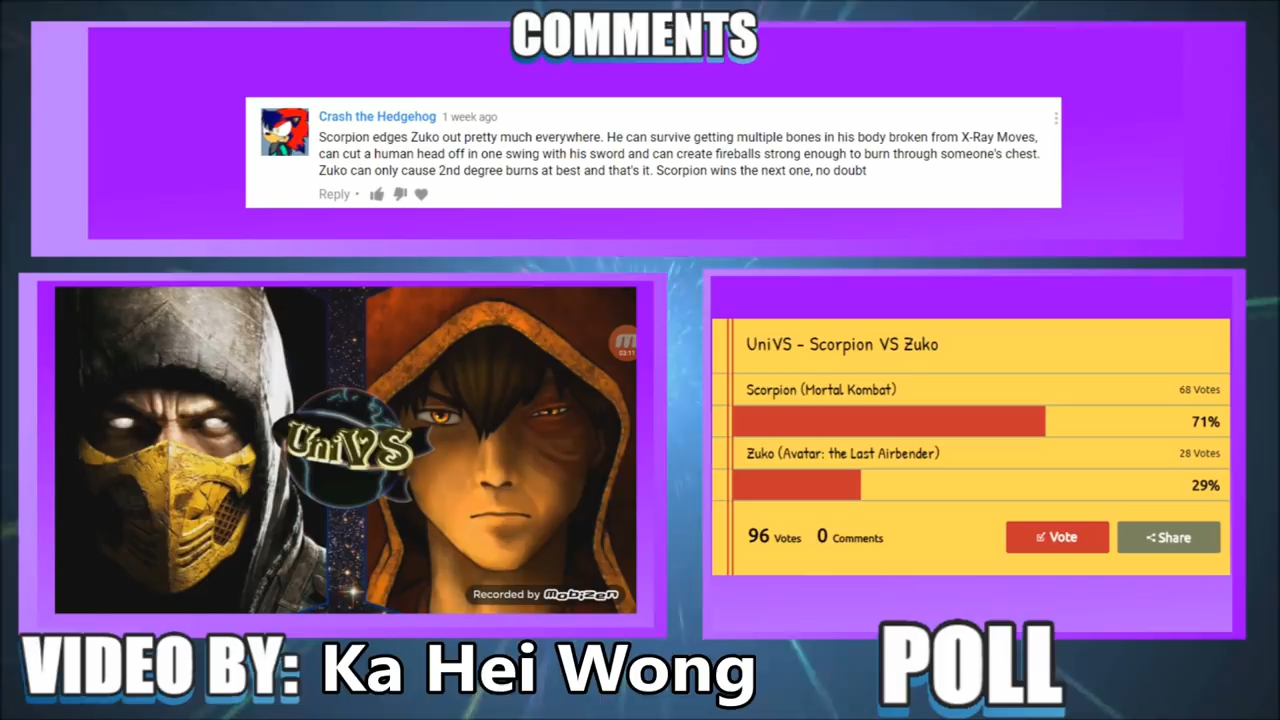 COMMENTS
Crash the Hedgehog 1 week ago
Scorpion edges Zuko out pretty much everywhere. He can survive getting multiple bones in his body broken from X-Ray Moves,
can cut a human head off in one swing with his sword and can create fireballs strong enough to burn through someone's chest.
Zuko can only cause 2nd degree burns at best and that's it. Scorpion wins the next one, no doubt
Reply •
UniVS
03:11
Recorded by Mobizen
UniVS - Scorpion VS Zuko
Scorpion (Mortal Kombat) 68 Votes
71%
Zuko (Avatar: the Last Airbender) 28 Votes
29%
96 Votes 0 Comments Vote Share
VIDEO BY: Ka Hei Wong
POLL